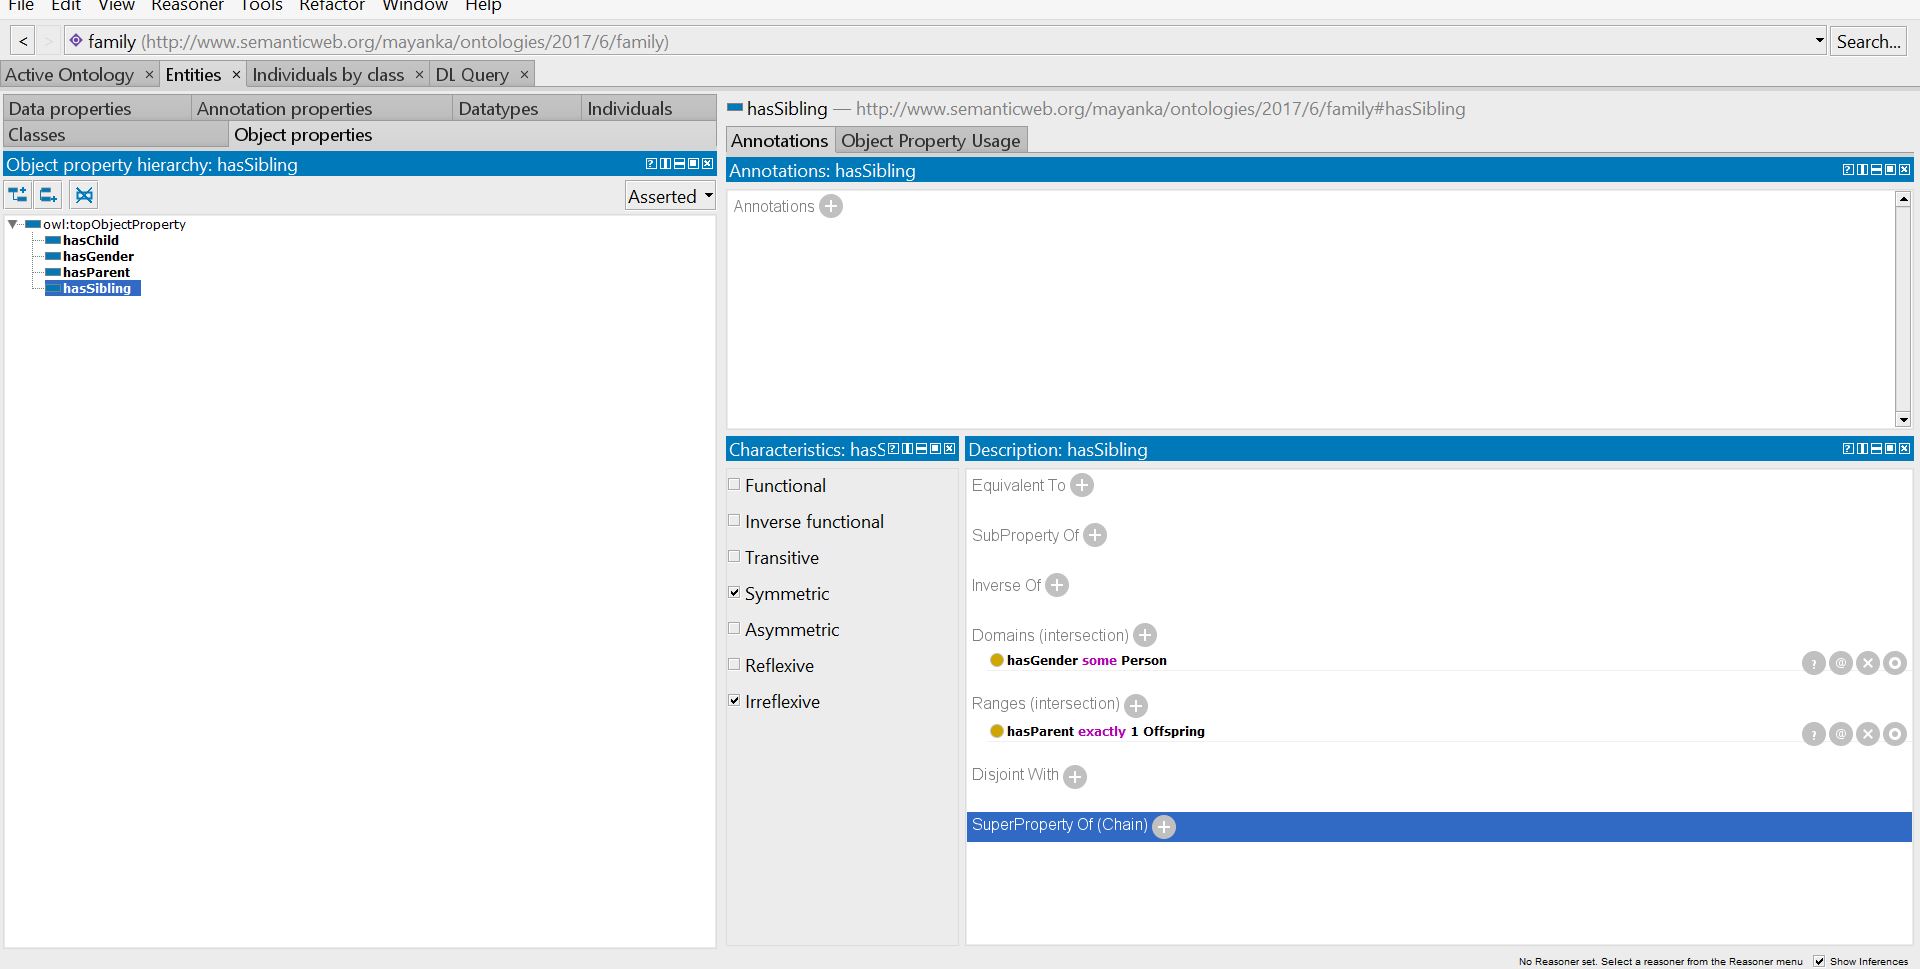 File Edit View Reasoner Tools Refactor Window Help
< > family (http://www.semanticweb.org/mayanka/ontologies/2017/6/family) Search...
Active Ontology × Entities × Individuals by class × DL Query ×
Data properties Annotation properties Datatypes Individuals
Classes Object properties
Object property hierarchy: hasSibling
Asserted
owl:topObjectProperty
hasChild
hasGender
hasParent
hasSibling
hasSibling — http://www.semanticweb.org/mayanka/ontologies/2017/6/family#hasSibling
Annotations Object Property Usage
Annotations: hasSibling
Annotations
Characteristics: hasS
Functional
Inverse functional
Transitive
Symmetric
Asymmetric
Reflexive
Irreflexive
Description: hasSibling
Equivalent To
SubProperty Of
Inverse Of
Domains (intersection)
hasGender some Person
Ranges (intersection)
hasParent exactly 1 Offspring
Disjoint With
SuperProperty Of (Chain)
No Reasoner set. Select a reasoner from the Reasoner menu Show Inferences